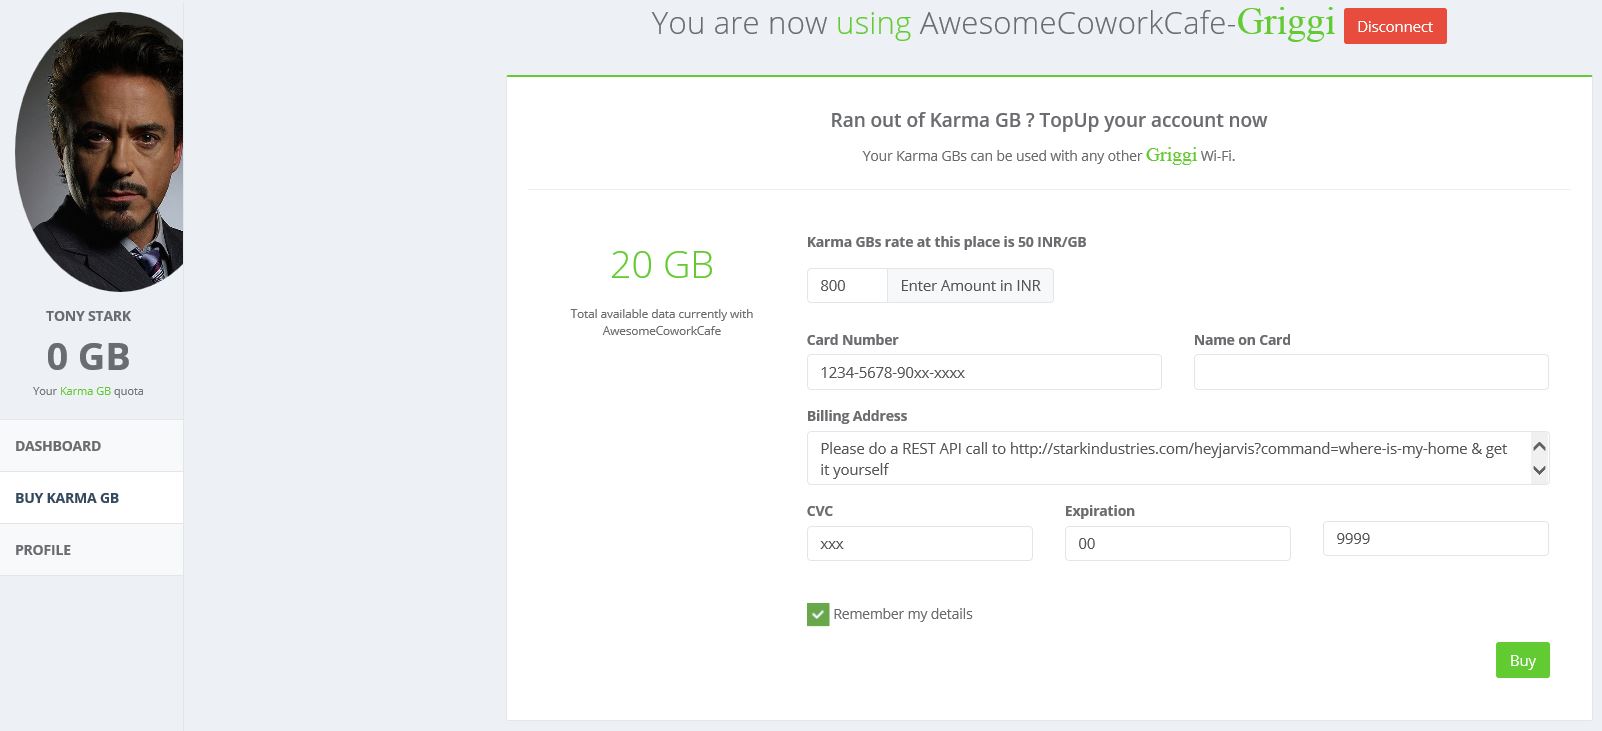 You are now using AwesomeCoworkCafe-Griggi
Disconnect
TONY STARK
0 GB
Your Karma GB quota
DASHBOARD
BUY KARMA GB
PROFILE
Ran out of Karma GB ? TopUp your account now
Your Karma GBs can be used with any other Griggi Wi-Fi.
20 GB
Total available data currently with
AwesomeCoworkCafe
Karma GBs rate at this place is 50 INR/GB
800 Enter Amount in INR
Card Number
1234-5678-90xx-xxxx
Name on Card
Billing Address
Please do a REST API call to http://starkindustries.com/heyjarvis?command=where-is-my-home & get
it yourself
CVC
xxx
Expiration
00
9999
Remember my details
Buy